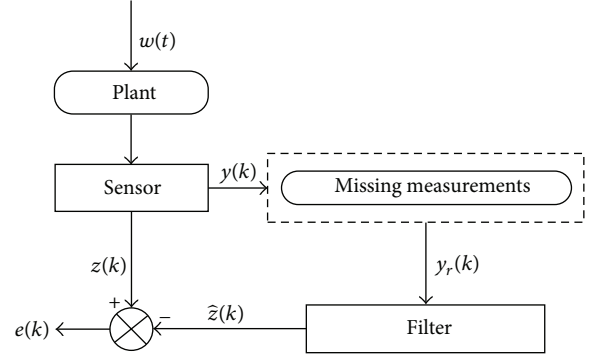 w(t)
Plant
Sensor
y(k)
Missing measurements
z(k)
y_r(k)
+
−
ẑ(k)
e(k)
Filter